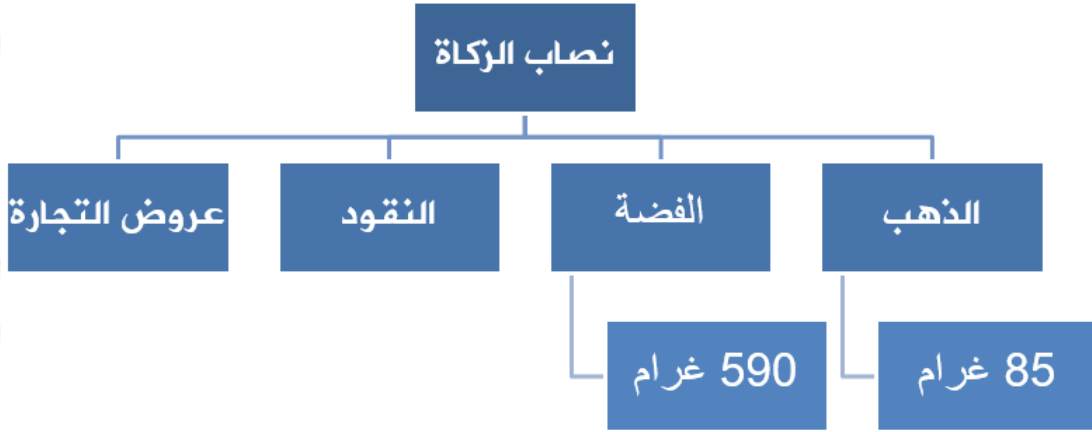 نصاب الزكاة
الذهب
الفضة
النقود
عروض التجارة
85 غرام
590 غرام